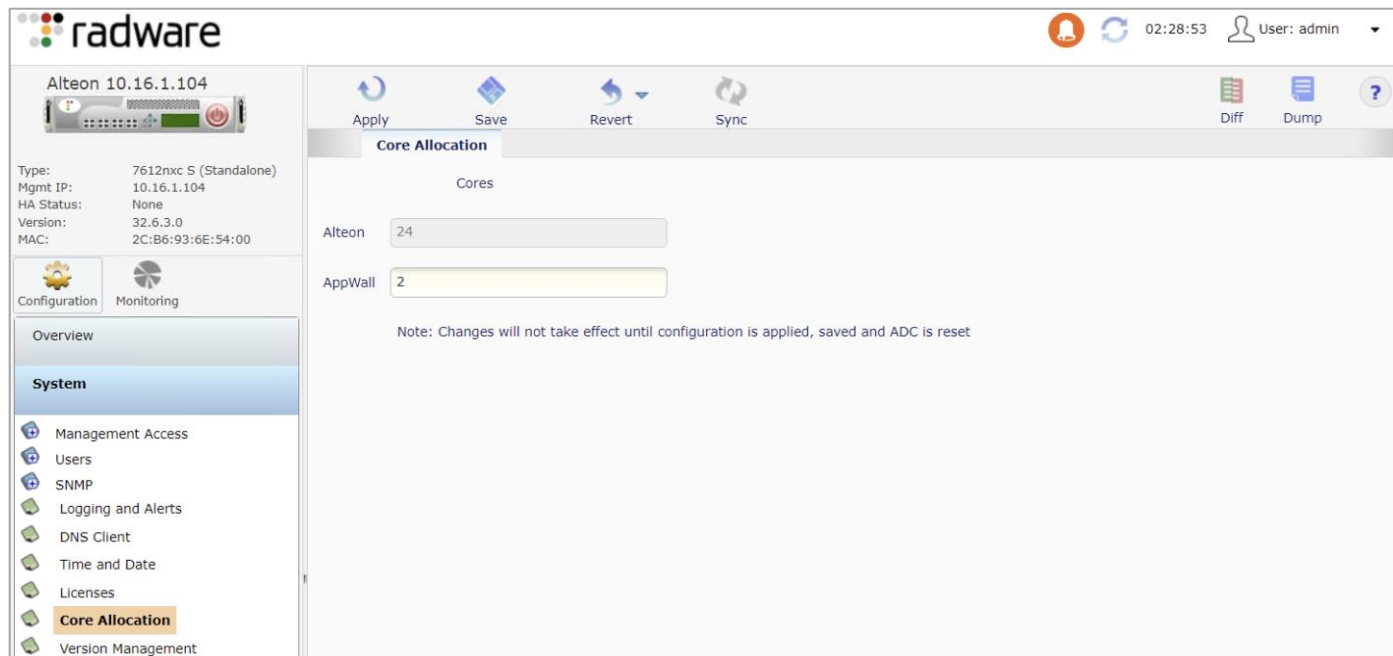 radware
02:28:53 User: admin
Alteon 10.16.1.104
Apply Save Revert Sync Diff Dump ?
Core Allocation
Type: 7612nxc S (Standalone)
Mgmt IP: 10.16.1.104
HA Status: None
Version: 32.6.3.0
MAC: 2C:B6:93:6E:54:00
Cores
Alteon 24
AppWall 2
Note: Changes will not take effect until configuration is applied, saved and ADC is reset
Configuration Monitoring
Overview
System
Management Access
Users
SNMP
Logging and Alerts
DNS Client
Time and Date
Licenses
Core Allocation
Version Management